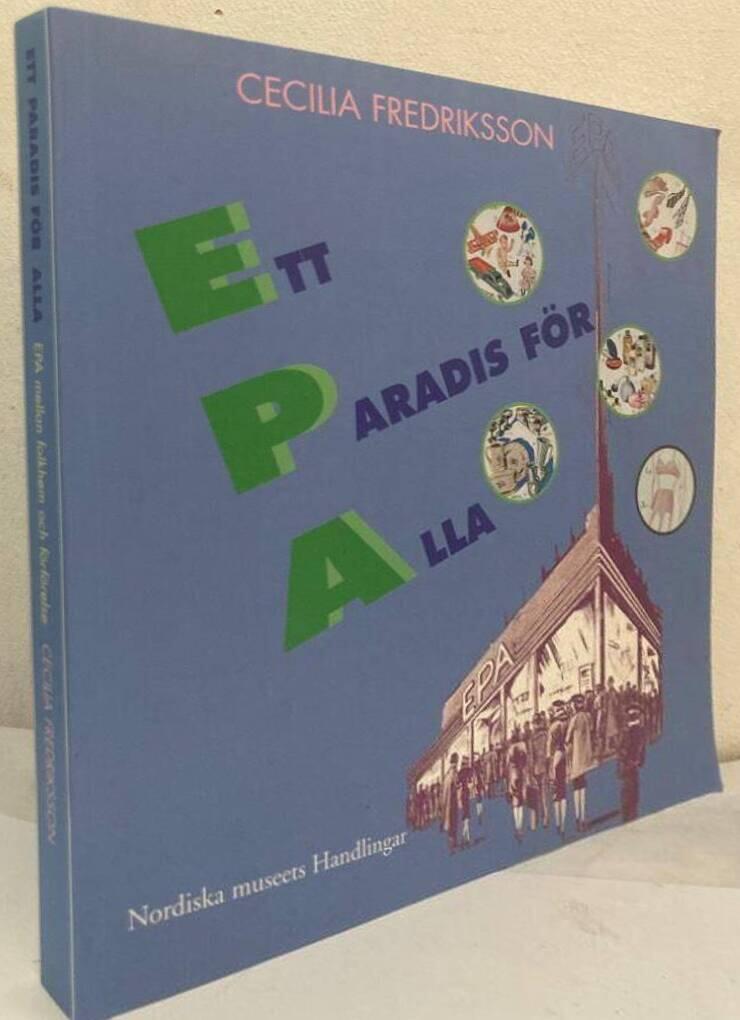 CECILIA FREDRIKSSON
EPA
ETT
PARADIS FÖR
ALLA
EPA
Nordiska museets Handlingar
ETT PARADIS FÖR ALLA EPA mellan folkhem och förförelse CECILIA FREDRIKSSON